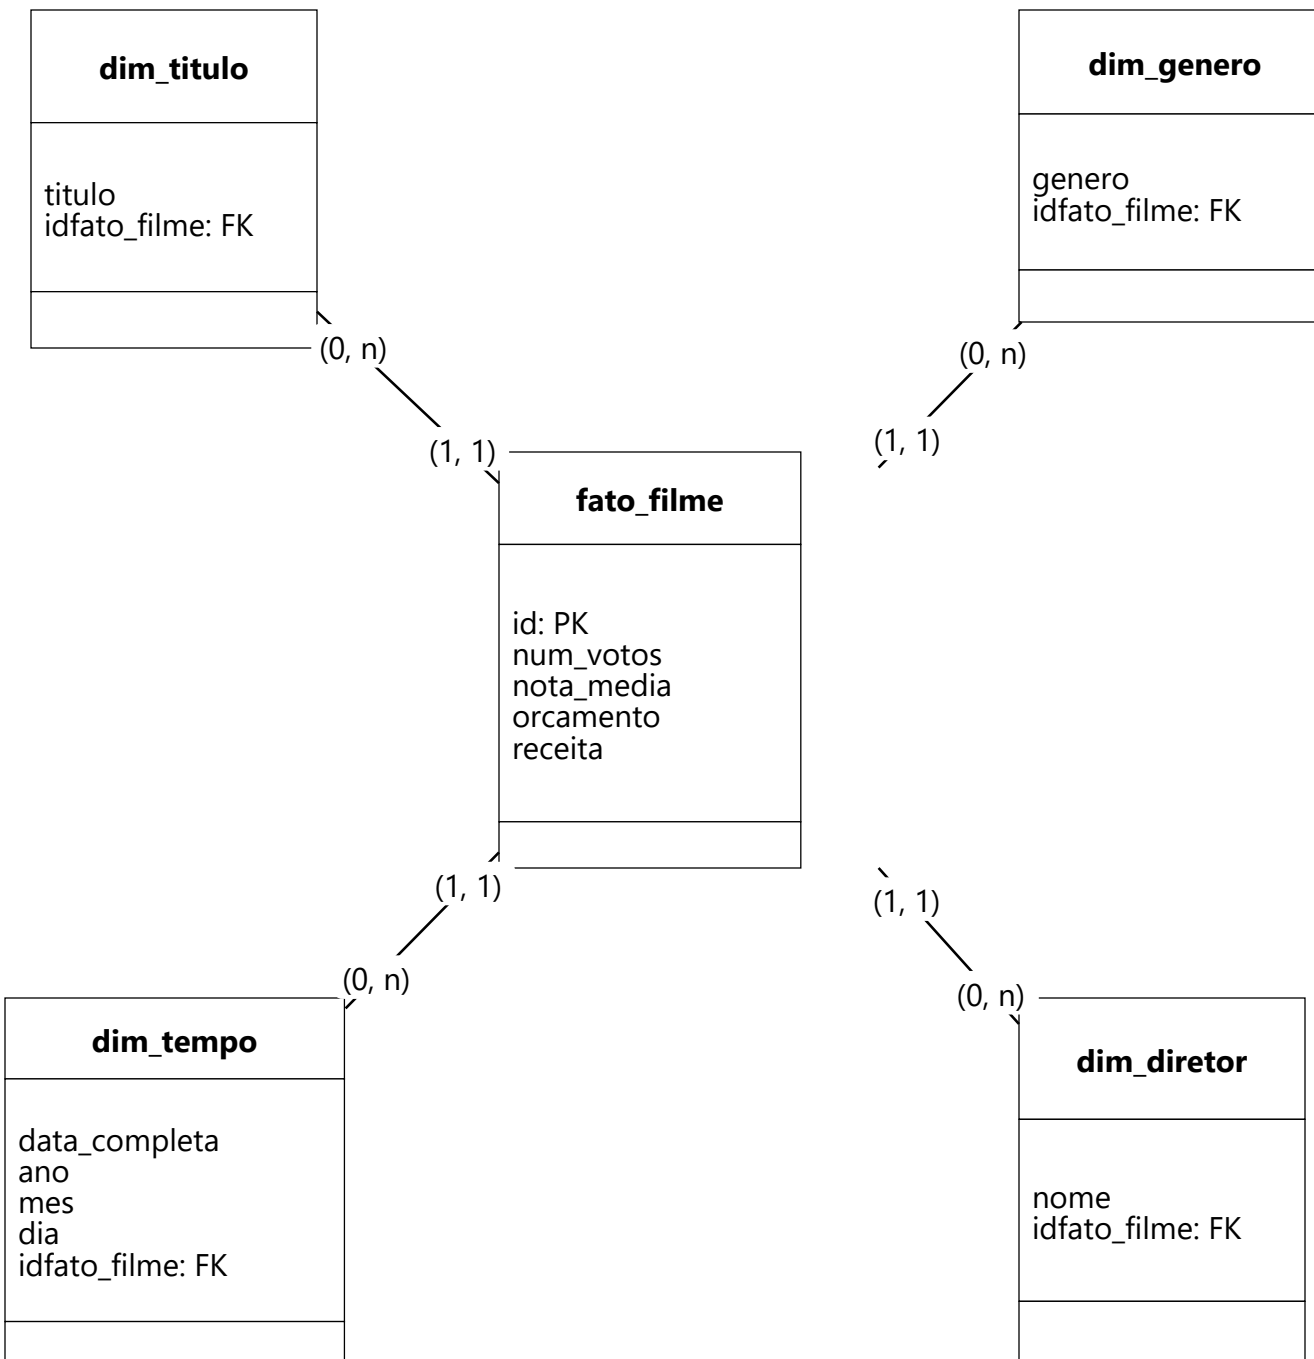 dim_titulo
titulo
idfato_filme: FK
dim_genero
genero
idfato_filme: FK
(0, n)
(0, n)
(1, 1)
(1, 1)
fato_filme
id: PK
num_votos
nota_media
orcamento
receita
(1, 1)
(1, 1)
(0, n)
(0, n)
dim_tempo
data_completa
ano
mes
dia
idfato_filme: FK
dim_diretor
nome
idfato_filme: FK